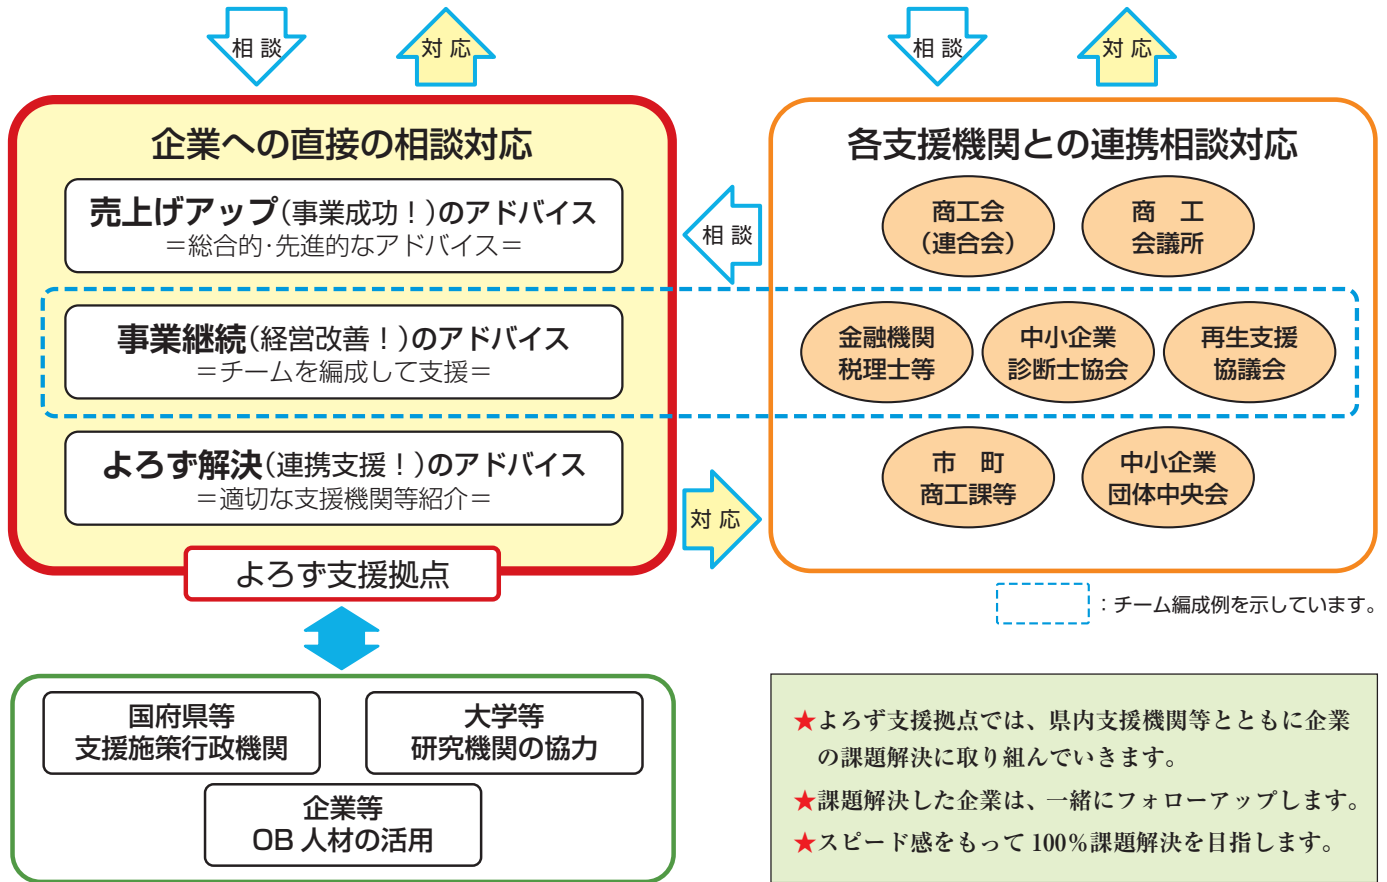 相 談
対 応
相 談
対 応
企業への直接の相談対応
売上げアップ(事業成功！)のアドバイス
＝総合的・先進的なアドバイス＝
事業継続(経営改善！)のアドバイス
＝チームを編成して支援＝
よろず解決(連携支援！)のアドバイス
＝適切な支援機関等紹介＝
よろず支援拠点
相 談
対 応
各支援機関との連携相談対応
商工会
(連合会)
商　工
会議所
金融機関
税理士等
中小企業
診断士協会
再生支援
協議会
市　町
商工課等
中小企業
団体中央会
：チーム編成例を示しています。
国府県等
支援施策行政機関
大学等
研究機関の協力
企業等
OB 人材の活用
★よろず支援拠点では、県内支援機関等とともに企業
の課題解決に取り組んでいきます。
★課題解決した企業は、一緒にフォローアップします。
★スピード感をもって 100％課題解決を目指します。